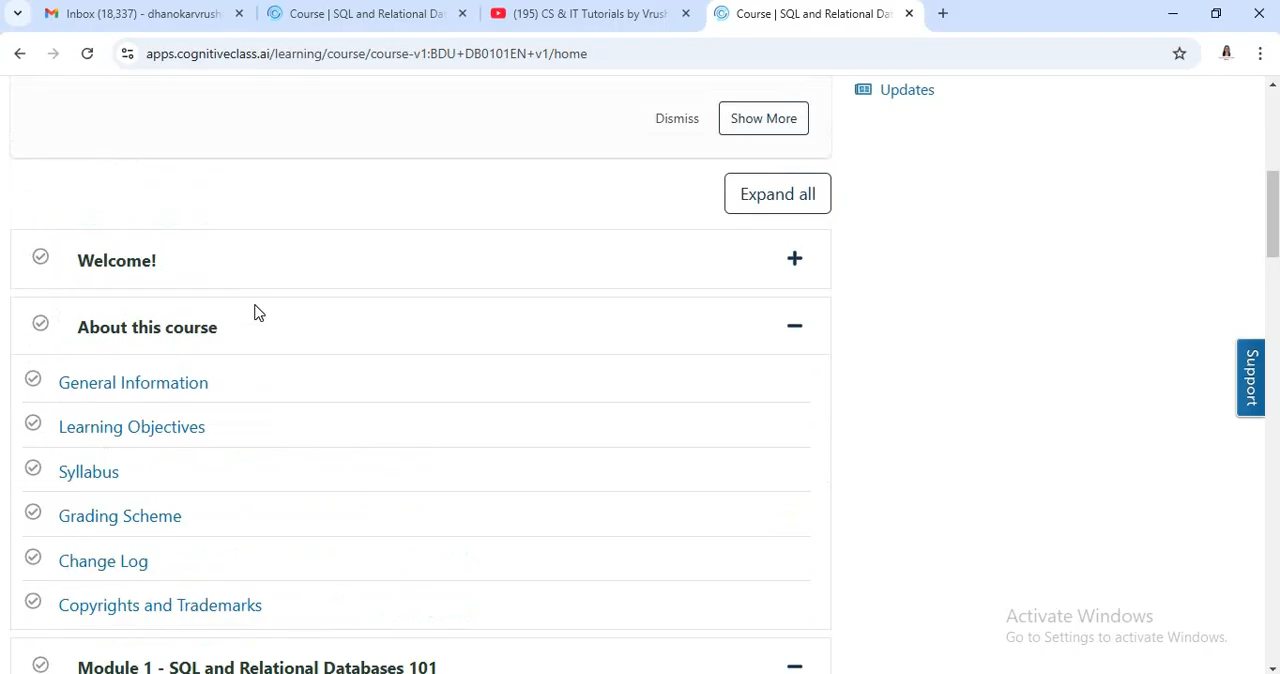 Inbox (18,337) - dhanokarvrush
Course | SQL and Relational Da
(195) CS & IT Tutorials by Vrush
Course | SQL and Relational Da
apps.cognitiveclass.ai/learning/course/course-v1:BDU+DB0101EN+v1/home
Updates
Dismiss
Show More
Expand all
Welcome!
About this course
General Information
Learning Objectives
Syllabus
Grading Scheme
Change Log
Copyrights and Trademarks
Module 1 - SQL and Relational Databases 101
Support
Activate Windows
Go to Settings to activate Windows.